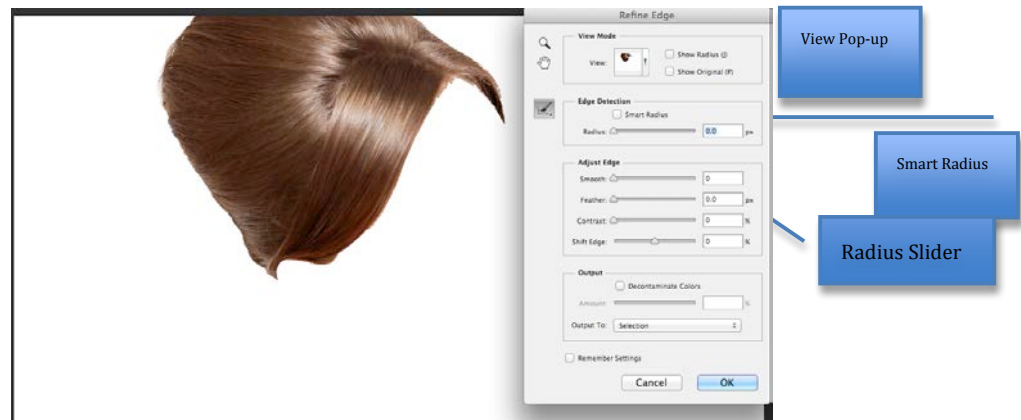 Refine Edge
View Mode
View:
Show Radius (J)
Show Original (P)
Edge Detection
Smart Radius
Radius: 0.0 px
Adjust Edge
Smooth: 0
Feather: 0.0 px
Contrast: 0 %
Shift Edge: 0 %
Output
Decontaminate Colors
Amount: %
Output To: Selection
Remember Settings
Cancel OK
View Pop-up
Smart Radius
Radius Slider